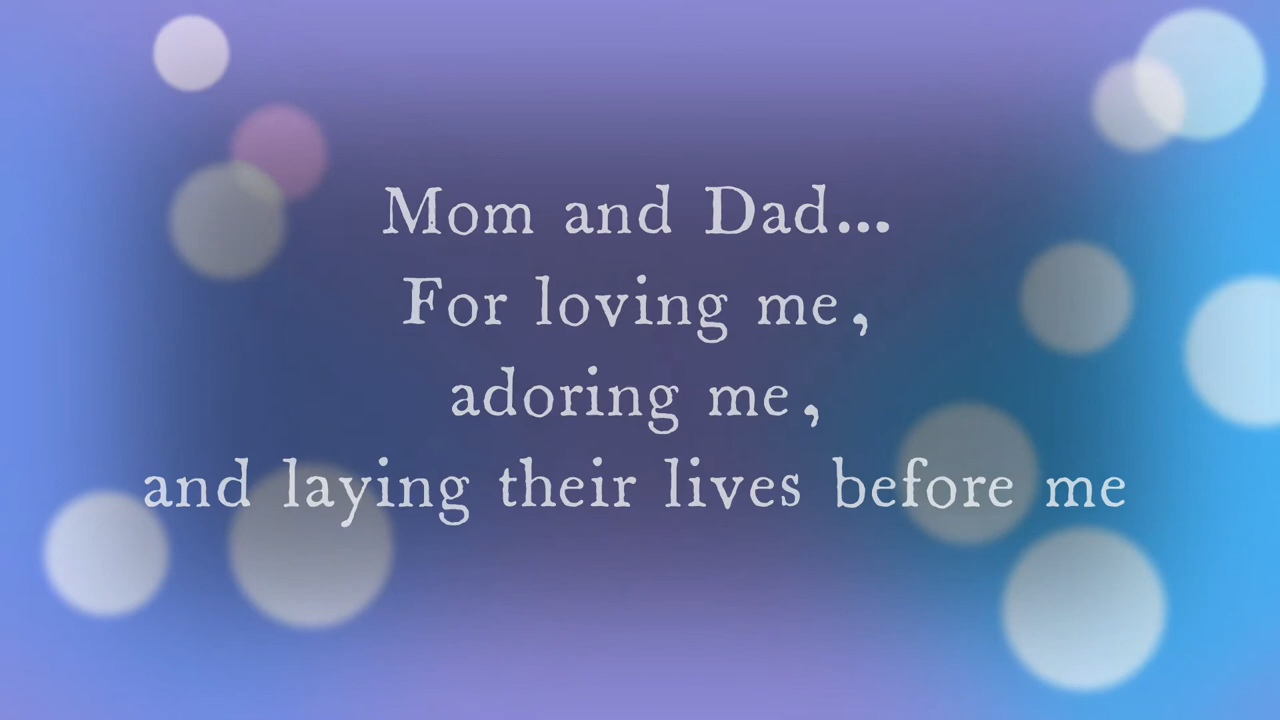 Mom and Dad...
For loving me,
adoring me,
and laying their lives before me